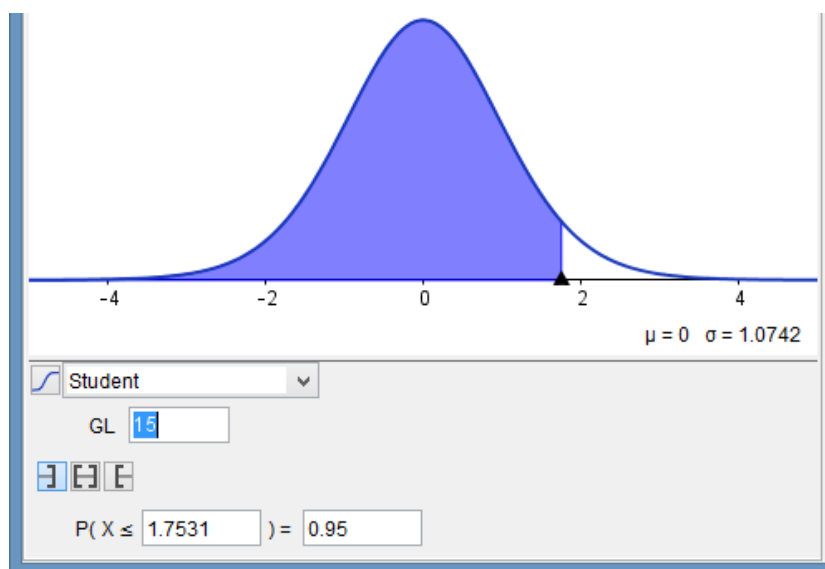 -4 -2 0 2 4
μ = 0 σ = 1.0742
Student
GL 15
P( X ≤ 1.7531 ) = 0.95